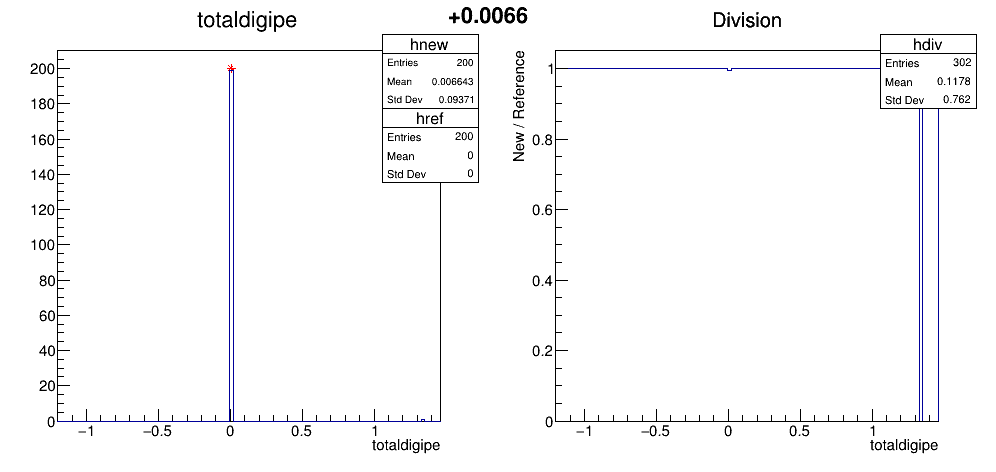 totaldigipe
+0.0066
Division
hnew
Entries 200
Mean 0.006643
Std Dev 0.09371
href
Entries 200
Mean 0
Std Dev 0
200
180
160
140
120
100
80
60
40
20
0
−1
−0.5
0
0.5
1
totaldigipe
hdiv
Entries 302
Mean 0.1178
Std Dev 0.762
New / Reference
1
0.8
0.6
0.4
0.2
0
−1
−0.5
0
0.5
1
totaldigipe